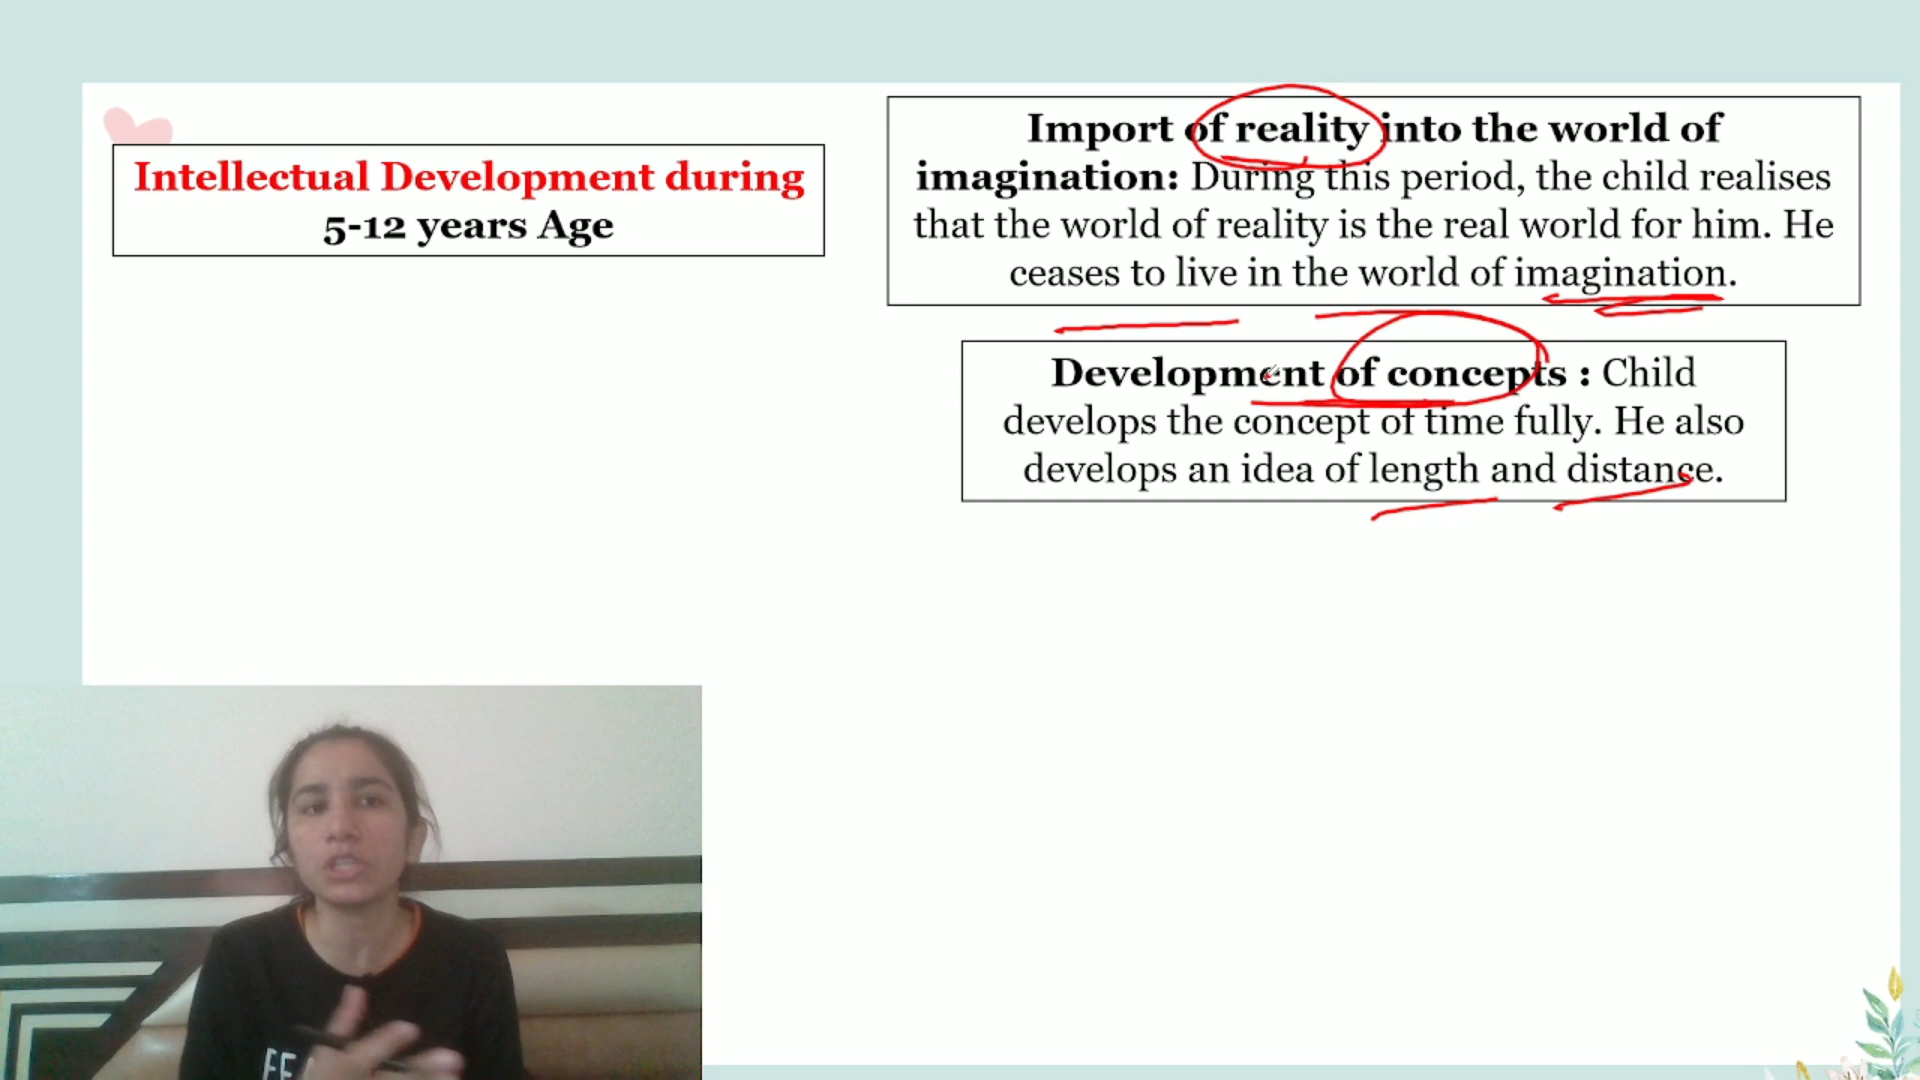 Intellectual Development during
5-12 years Age
Import of reality into the world of
imagination: During this period, the child realises
that the world of reality is the real world for him. He
ceases to live in the world of imagination.
Development of concepts : Child
develops the concept of time fully. He also
develops an idea of length and distance.